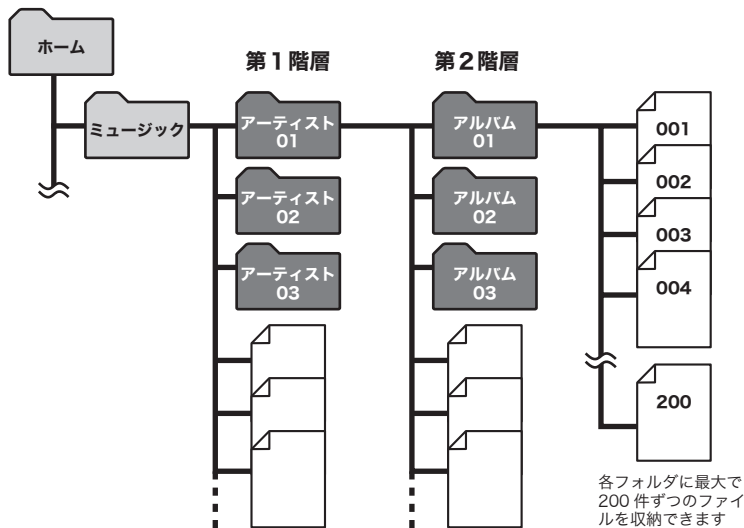 ホーム
第1階層
第2階層
ミュージック
アーティスト
01
アーティスト
02
アーティスト
03
アルバム
01
アルバム
02
アルバム
03
001
002
003
004
200
各フォルダに最大で
200 件ずつのファイ
ルを収納できます